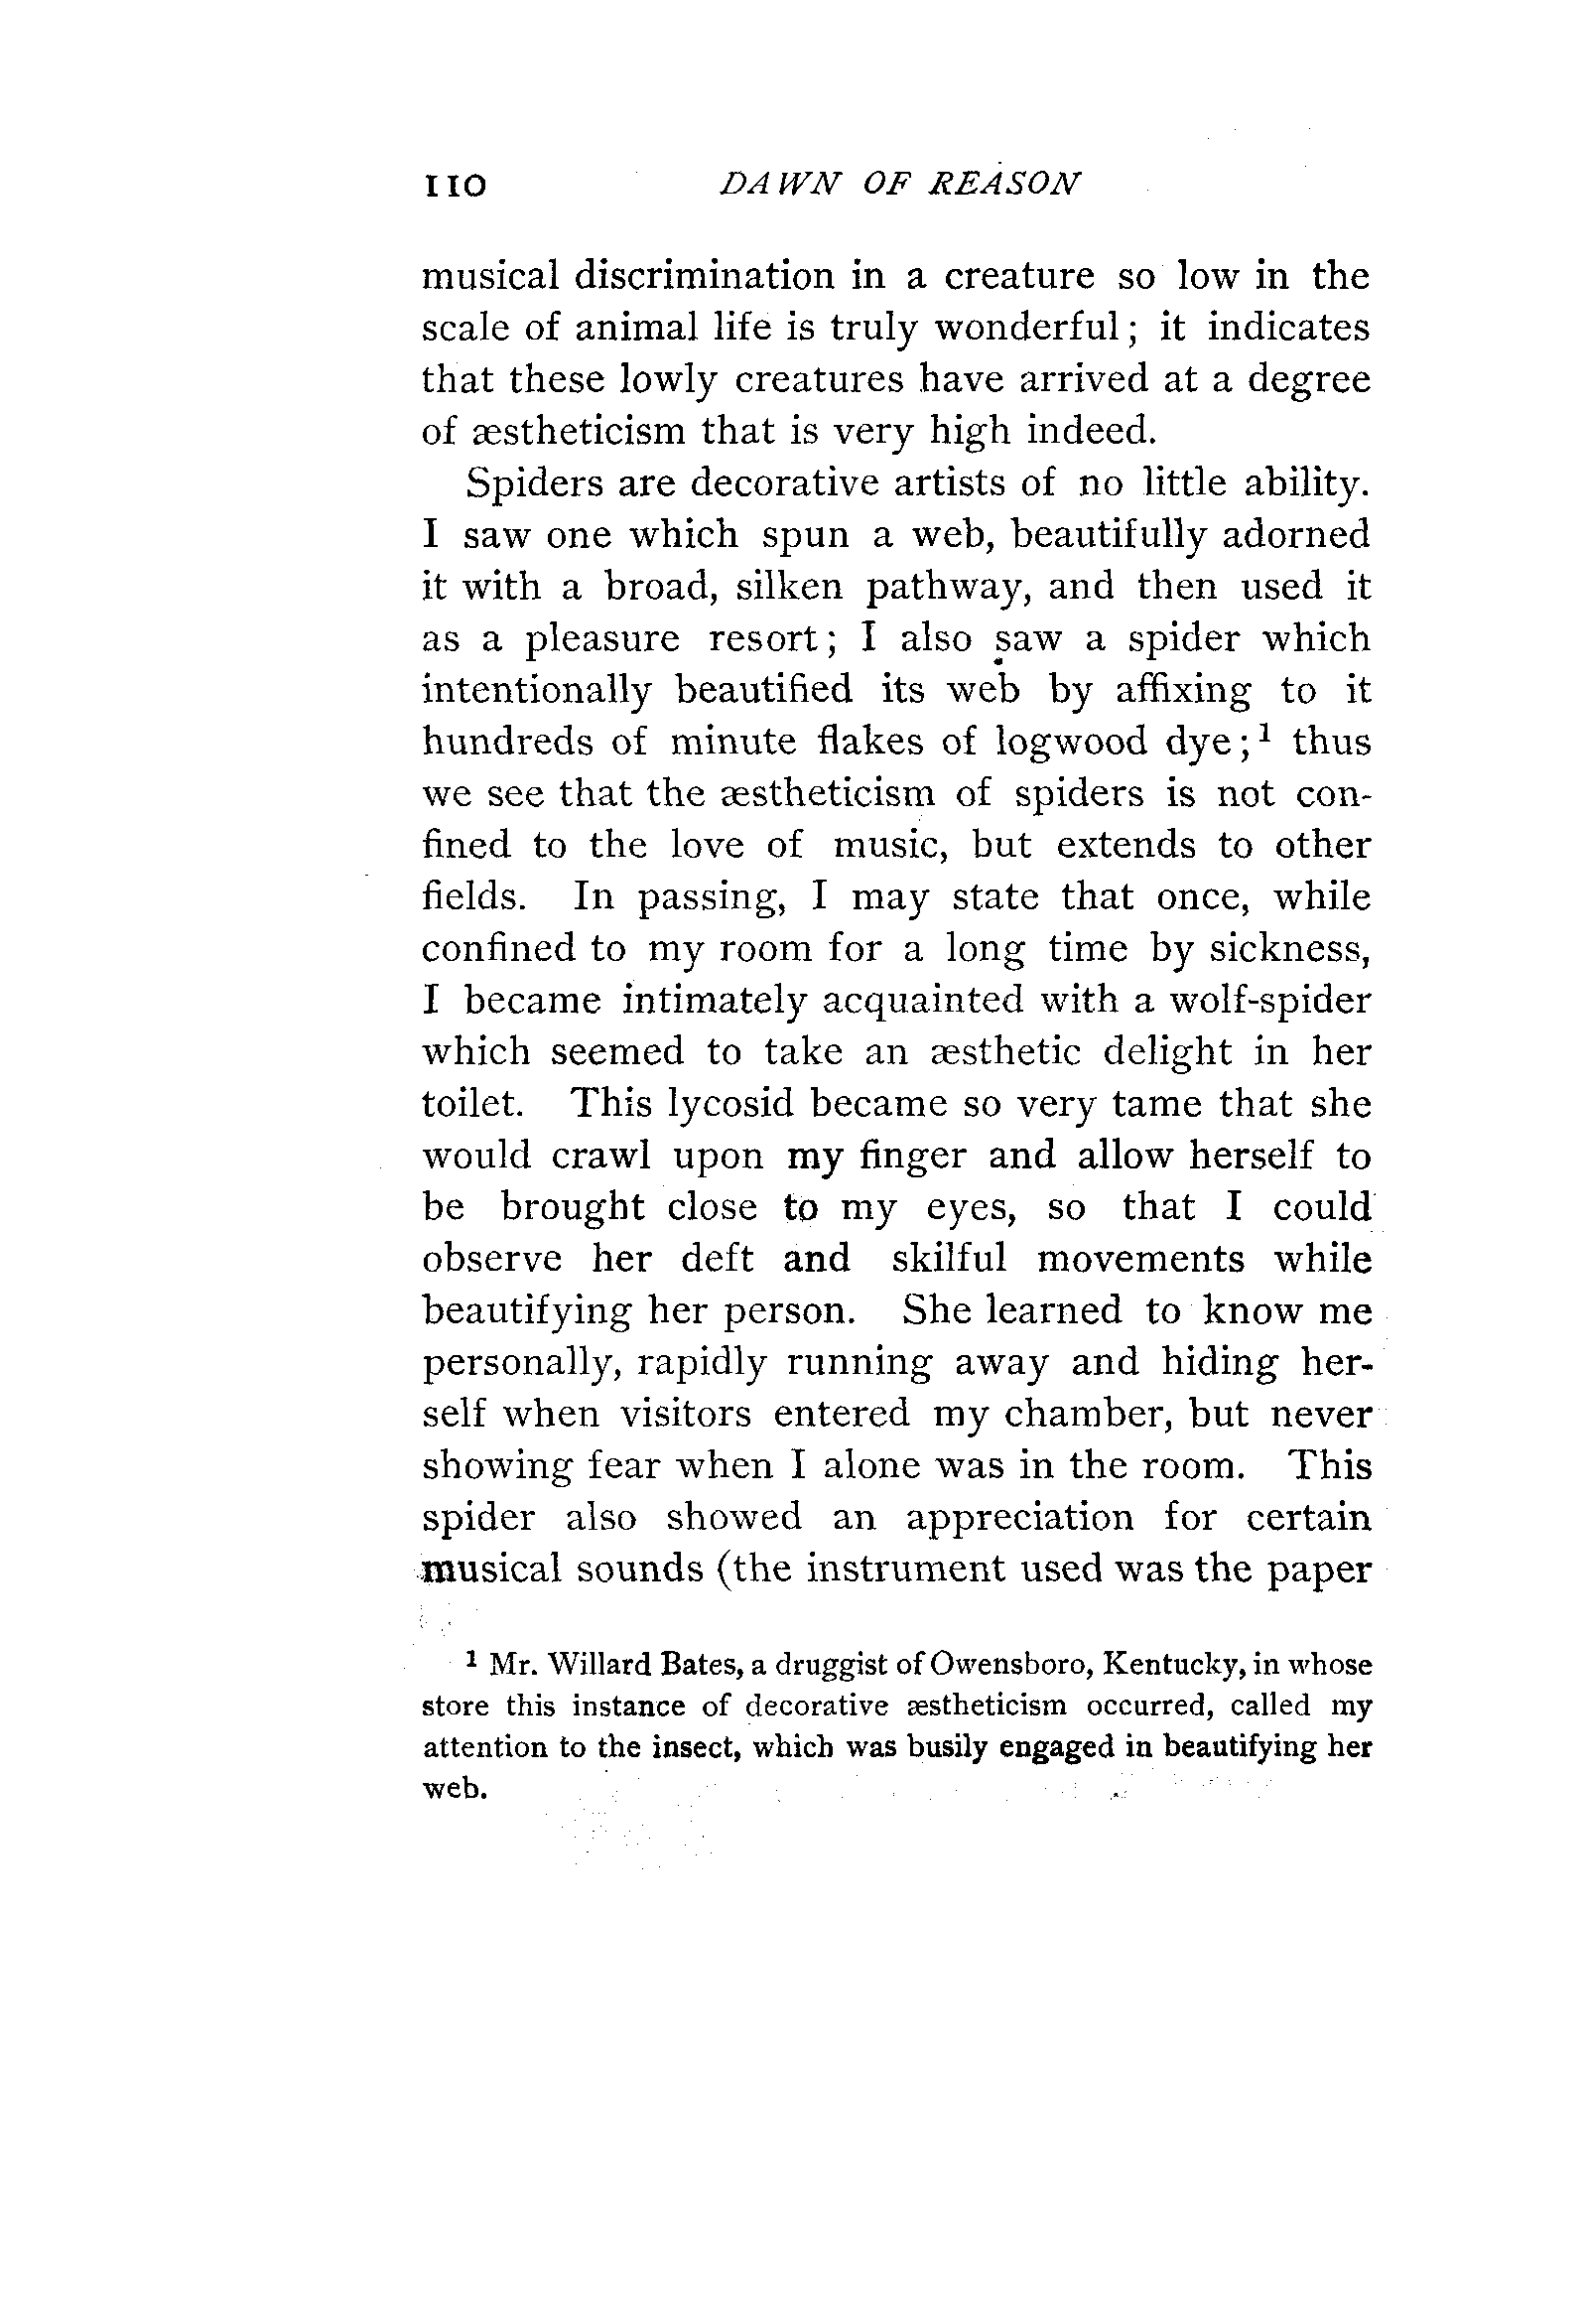 110 DAWN OF REASON
musical discrimination in a creature so low in the
scale of animal life is truly wonderful; it indicates
that these lowly creatures have arrived at a degree
of æstheticism that is very high indeed.
Spiders are decorative artists of no little ability.
I saw one which spun a web, beautifully adorned
it with a broad, silken pathway, and then used it
as a pleasure resort; I also saw a spider which
intentionally beautified its web by affixing to it
hundreds of minute flakes of logwood dye;¹ thus
we see that the æstheticism of spiders is not con-
fined to the love of music, but extends to other
fields. In passing, I may state that once, while
confined to my room for a long time by sickness,
I became intimately acquainted with a wolf-spider
which seemed to take an æsthetic delight in her
toilet. This lycosid became so very tame that she
would crawl upon my finger and allow herself to
be brought close to my eyes, so that I could
observe her deft and skilful movements while
beautifying her person. She learned to know me
personally, rapidly running away and hiding her-
self when visitors entered my chamber, but never
showing fear when I alone was in the room. This
spider also showed an appreciation for certain
musical sounds (the instrument used was the paper
¹ Mr. Willard Bates, a druggist of Owensboro, Kentucky, in whose
store this instance of decorative æstheticism occurred, called my
attention to the insect, which was busily engaged in beautifying her
web.